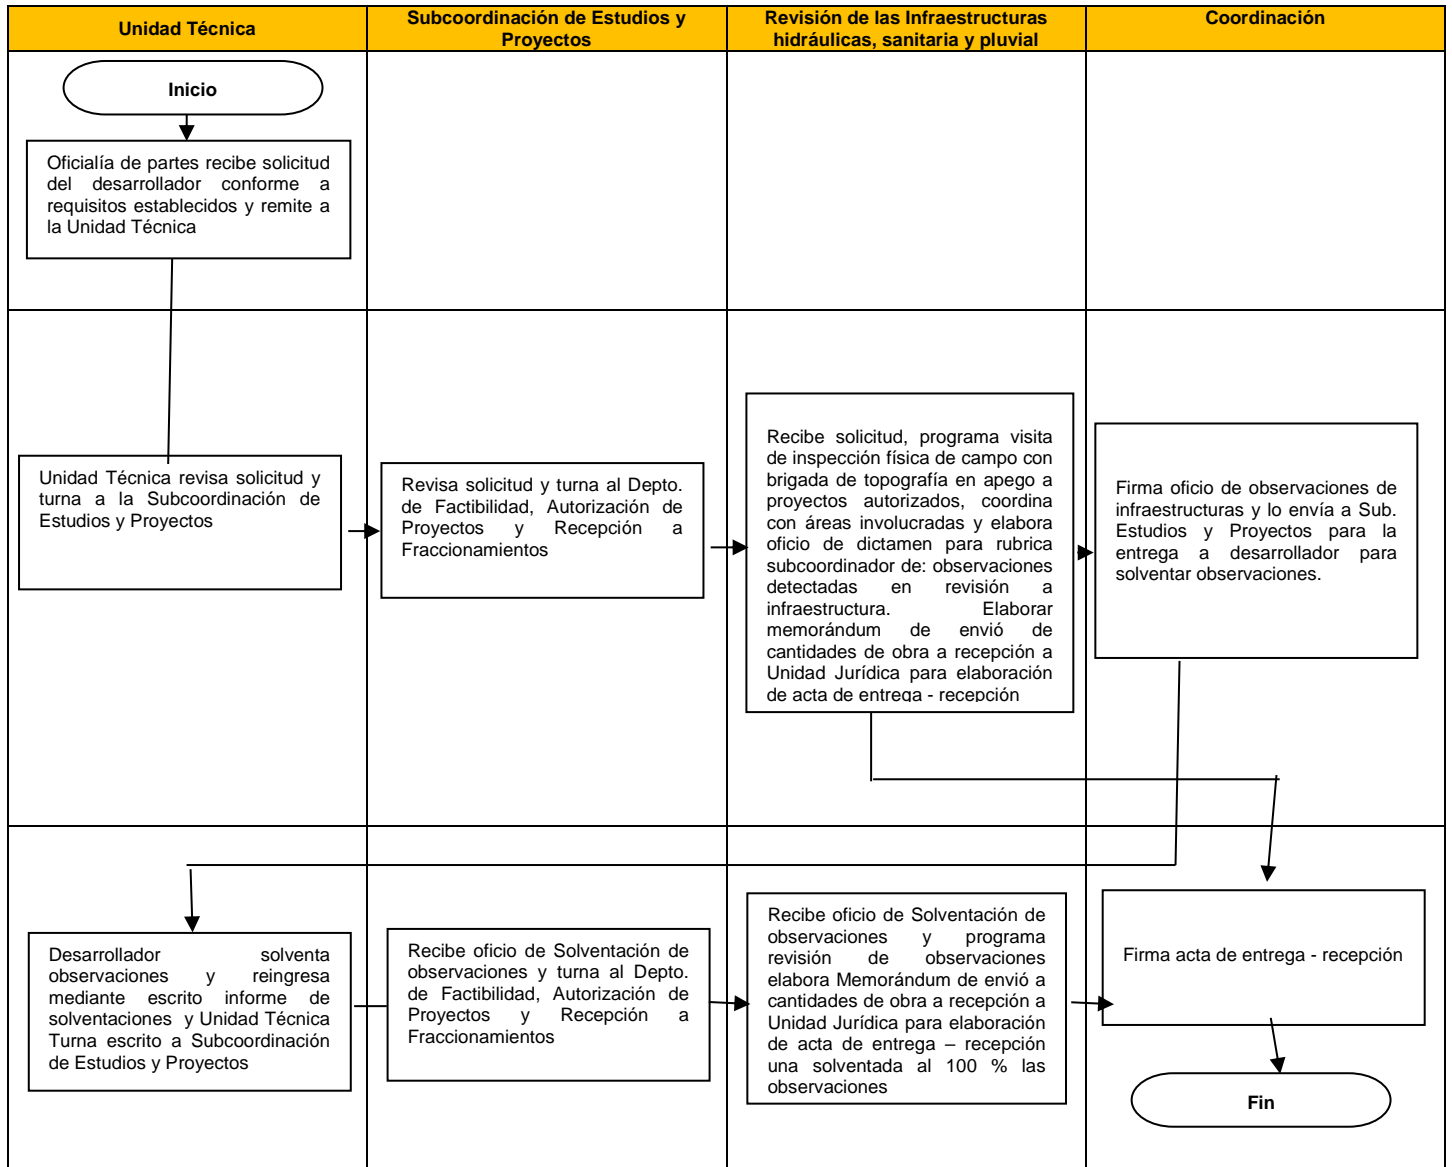 Unidad Técnica
Subcoordinación de Estudios y
Proyectos
Revisión de las Infraestructuras
hidráulicas, sanitaria y pluvial
Coordinación
Inicio
Oficialía de partes recibe solicitud
del desarrollador conforme a
requisitos establecidos y remite a
la Unidad Técnica
Unidad Técnica revisa solicitud y
turna a la Subcoordinación de
Estudios y Proyectos
Revisa solicitud y turna al Depto.
de Factibilidad, Autorización de
Proyectos y Recepción a
Fraccionamientos
Recibe solicitud, programa visita
de inspección física de campo con
brigada de topografía en apego a
proyectos autorizados, coordina
con áreas involucradas y elabora
oficio de dictamen para rubrica
subcoordinador de: observaciones
detectadas en revisión a
infraestructura. Elaborar
memorándum de envió de
cantidades de obra a recepción a
Unidad Jurídica para elaboración
de acta de entrega - recepción
Firma oficio de observaciones de
infraestructuras y lo envía a Sub.
Estudios y Proyectos para la
entrega a desarrollador para
solventar observaciones.
Desarrollador solventa
observaciones y reingresa
mediante escrito informe de
solventaciones y Unidad Técnica
Turna escrito a Subcoordinación
de Estudios y Proyectos
Recibe oficio de Solventación de
observaciones y turna al Depto.
de Factibilidad, Autorización de
Proyectos y Recepción a
Fraccionamientos
Recibe oficio de Solventación de
observaciones y programa
revisión de observaciones
elabora Memorándum de envió a
cantidades de obra a recepción a
Unidad Jurídica para elaboración
de acta de entrega – recepción
una solventada al 100 % las
observaciones
Firma acta de entrega - recepción
Fin